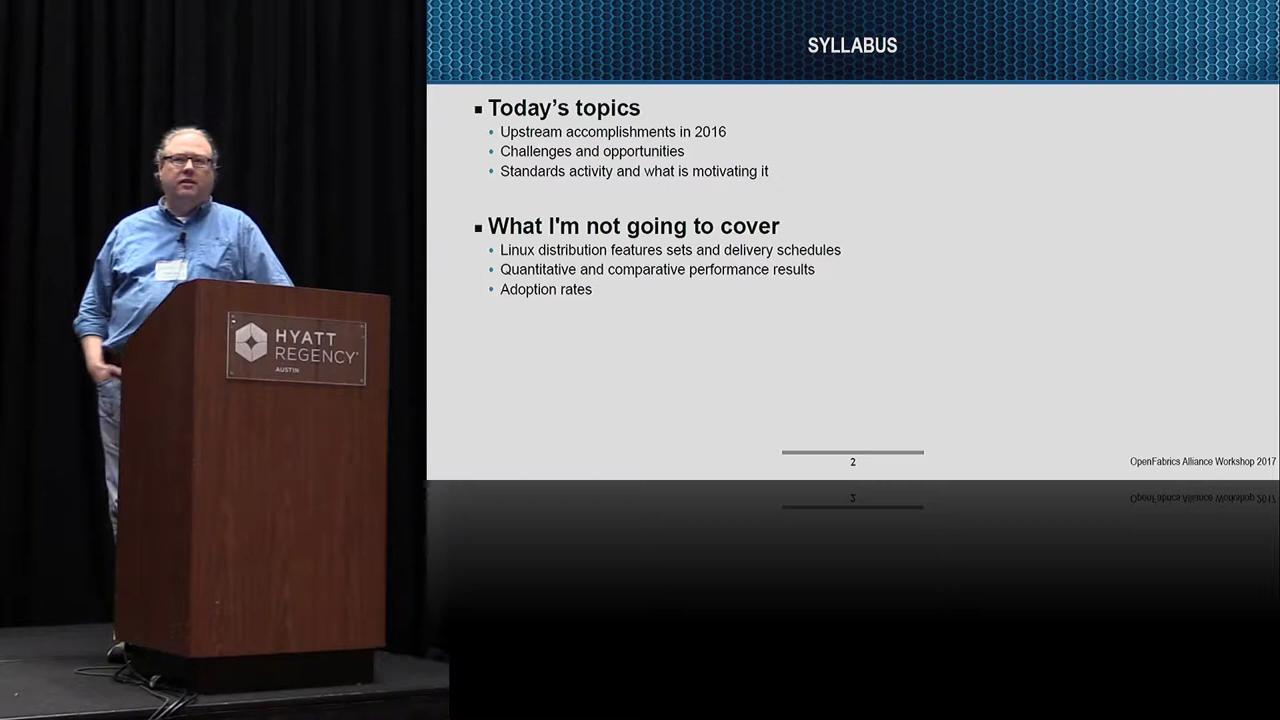 SYLLABUS
▪ Today's topics
• Upstream accomplishments in 2016
• Challenges and opportunities
• Standards activity and what is motivating it
▪ What I'm not going to cover
• Linux distribution features sets and delivery schedules
• Quantitative and comparative performance results
• Adoption rates
2
OpenFabrics Alliance Workshop 2017
HYATT
REGENCY
AUSTIN